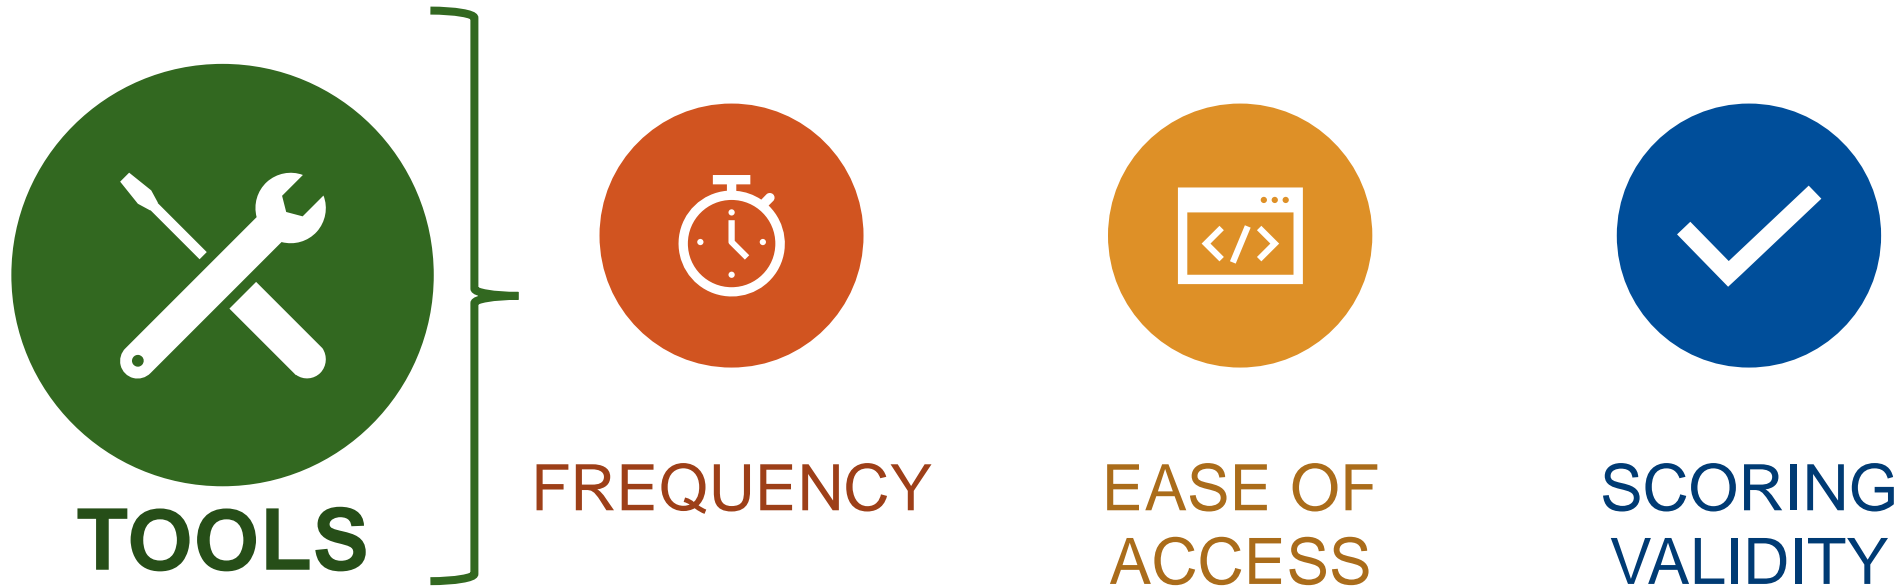 TOOLS
FREQUENCY
EASE OF
ACCESS
SCORING
VALIDITY